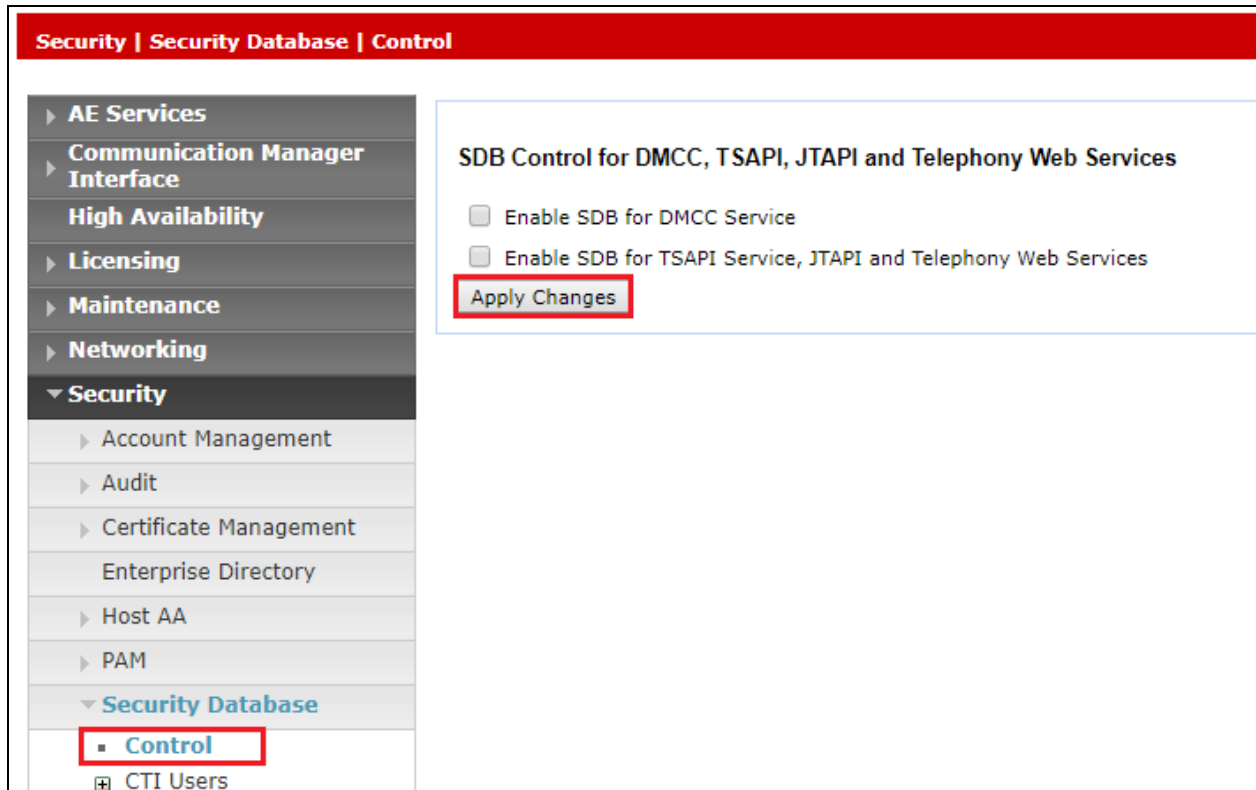 Security | Security Database | Control
AE Services
Communication Manager
Interface
High Availability
Licensing
Maintenance
Networking
Security
Account Management
Audit
Certificate Management
Enterprise Directory
Host AA
PAM
Security Database
Control
CTI Users
SDB Control for DMCC, TSAPI, JTAPI and Telephony Web Services
Enable SDB for DMCC Service
Enable SDB for TSAPI Service, JTAPI and Telephony Web Services
Apply Changes